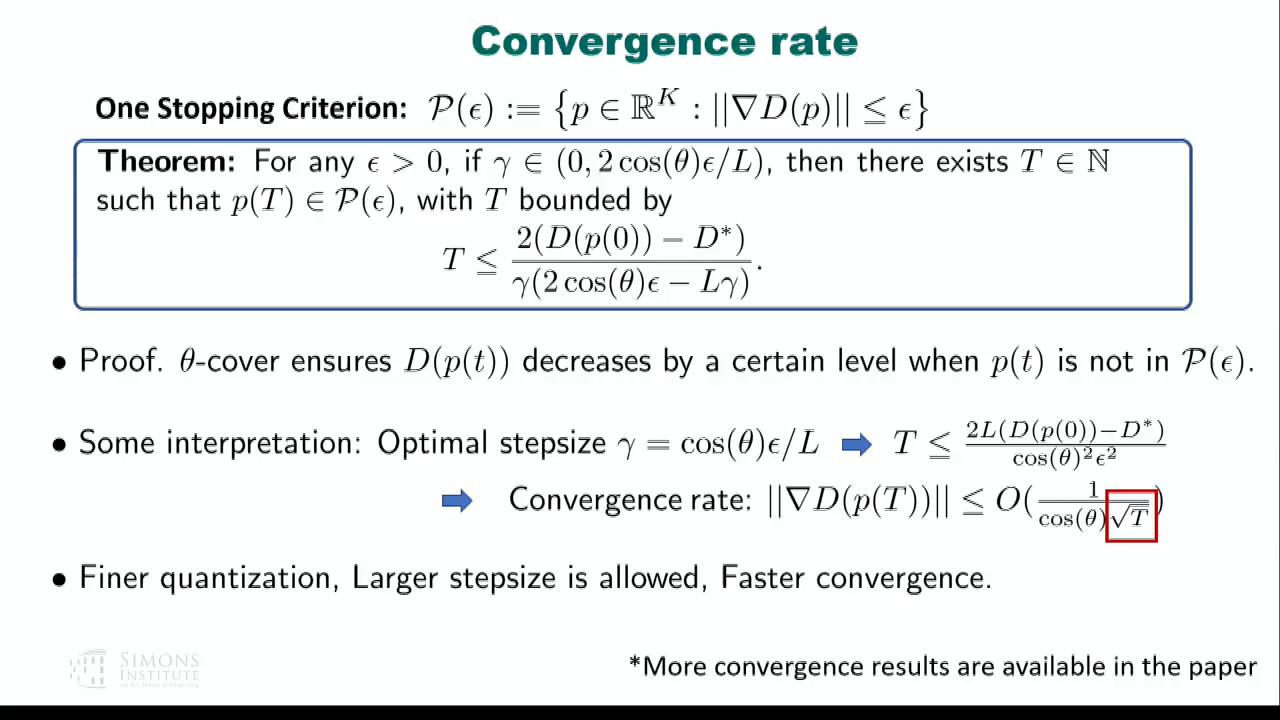 Convergence rate
One Stopping Criterion: 𝒫(ϵ) := {p ∈ ℝ^K : ||∇D(p)|| ≦ ϵ}
Theorem: For any ϵ > 0, if γ ∈ (0, 2 cos(θ)ϵ/L), then there exists T ∈ ℕ
such that p(T) ∈ 𝒫(ϵ), with T bounded by
T ≦ 2(D(p(0)) − D*) / γ(2 cos(θ)ϵ − Lγ).
• Proof. θ-cover ensures D(p(t)) decreases by a certain level when p(t) is not in 𝒫(ϵ).
• Some interpretation: Optimal stepsize γ = cos(θ)ϵ/L ➡ T ≦ 2L(D(p(0))−D*) / cos(θ)²ϵ²
➡ Convergence rate: ||∇D(p(T))|| ≤ O(1 / cos(θ)√T)
• Finer quantization, Larger stepsize is allowed, Faster convergence.
SIMONS
INSTITUTE
*More convergence results are available in the paper